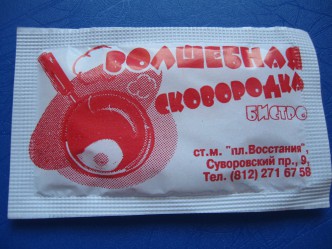 ВОЛШЕБНАЯ
СКОВОРОДКА
БИСТРО
ст.м. "пл.Восстания",
Суворовский пр., 9,
Тел. (812) 271 67 58